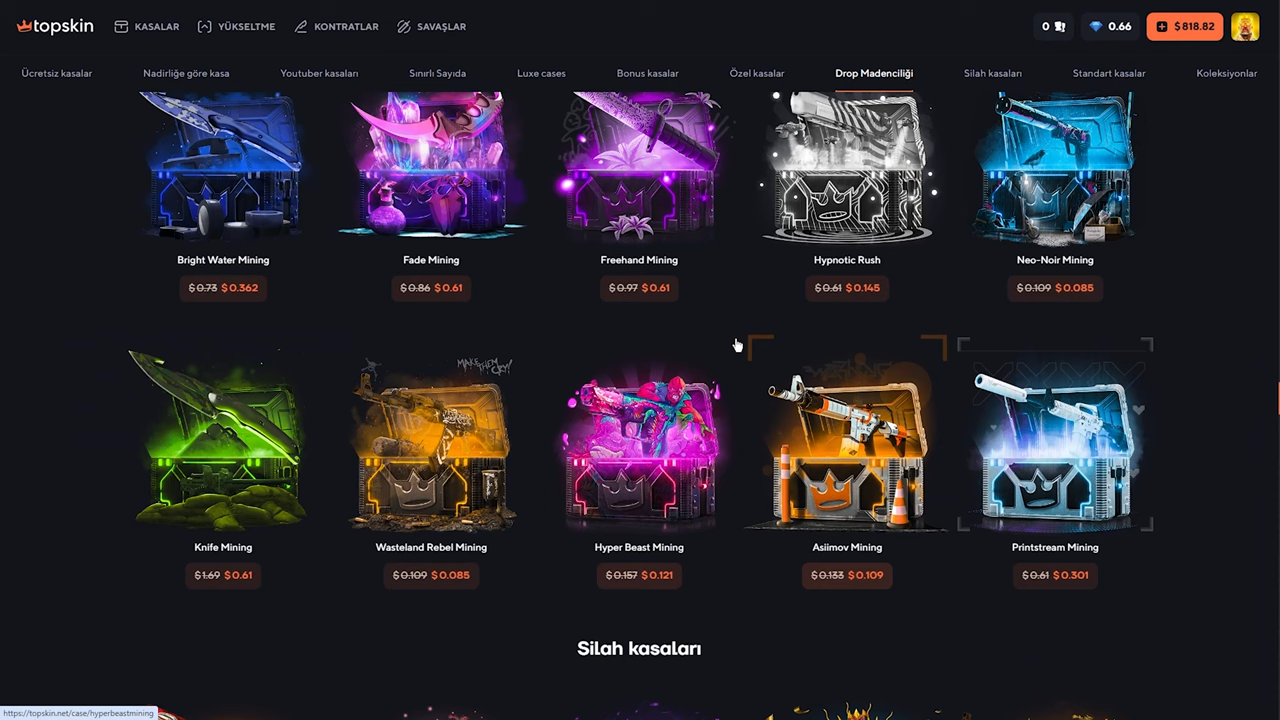 topskin
KASALAR
YÜKSELTME
KONTRATLAR
SAVAŞLAR
0
0.66
$818.82
Ücretsiz kasalar
Nadirliğe göre kasa
Youtuber kasaları
Sınırlı Sayıda
Luxe cases
Bonus kasalar
Özel kasalar
Drop Madenciliği
Silah kasaları
Standart kasalar
Koleksiyonlar
Bright Water Mining
Fade Mining
Freehand Mining
Hypnotic Rush
Neo-Noir Mining
$0.73 $0.362
$0.86 $0.61
$0.97 $0.61
$0.61 $0.145
$0.109 $0.085
MAKE THEM CRY!
Knife Mining
Wasteland Rebel Mining
Hyper Beast Mining
Asiimov Mining
Printstream Mining
$1.69 $0.61
$0.109 $0.085
$0.157 $0.121
$0.133 $0.109
$0.61 $0.301
Silah kasaları
https://topskin.net/case/hyperbeastmining